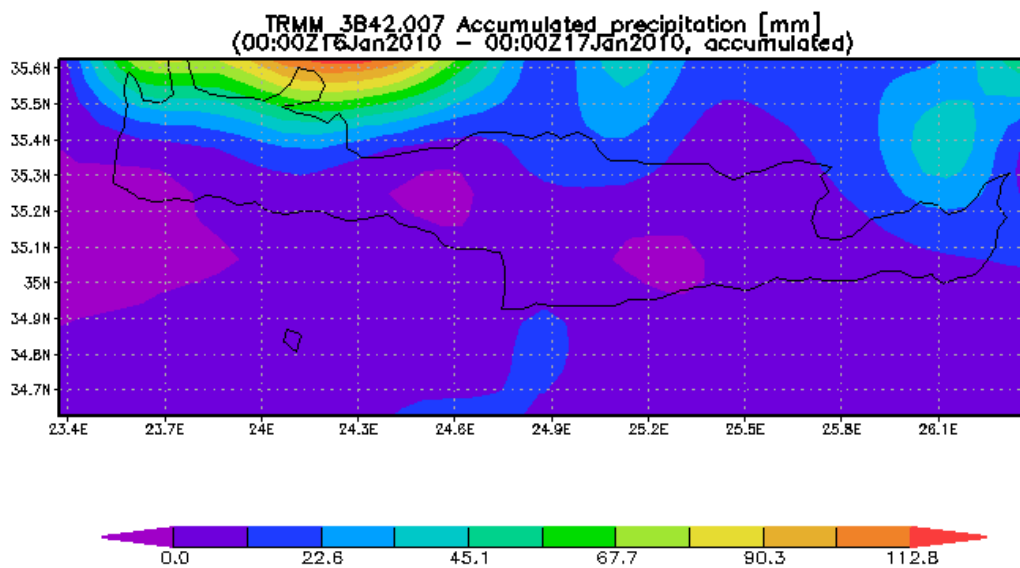 TRMM_3B42.007 Accumulated precipitation [mm]
(00:00Z16Jan2010 – 00:00Z17Jan2010, accumulated)
35.6N
35.5N
35.4N
35.3N
35.2N
35.1N
35N
34.9N
34.8N
34.7N
23.4E 23.7E 24E 24.3E 24.6E 24.9E 25.2E 25.5E 25.8E 26.1E
0.0 22.6 45.1 67.7 90.3 112.8